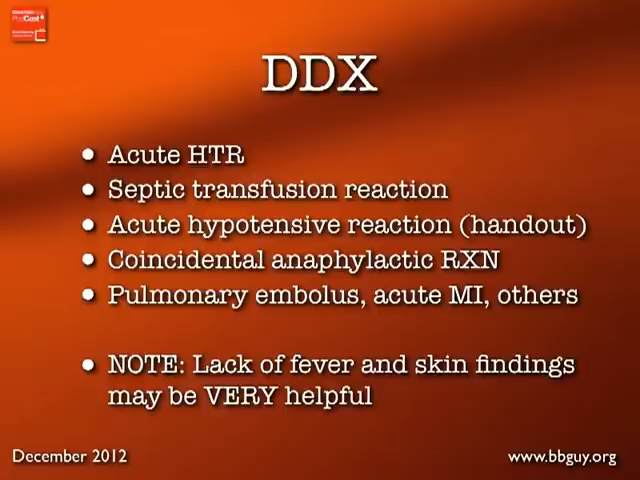 DDX
• Acute HTR
• Septic transfusion reaction
• Acute hypotensive reaction (handout)
• Coincidental anaphylactic RXN
• Pulmonary embolus, acute MI, others
• NOTE: Lack of fever and skin findings
may be VERY helpful
December 2012
www.bbguy.org